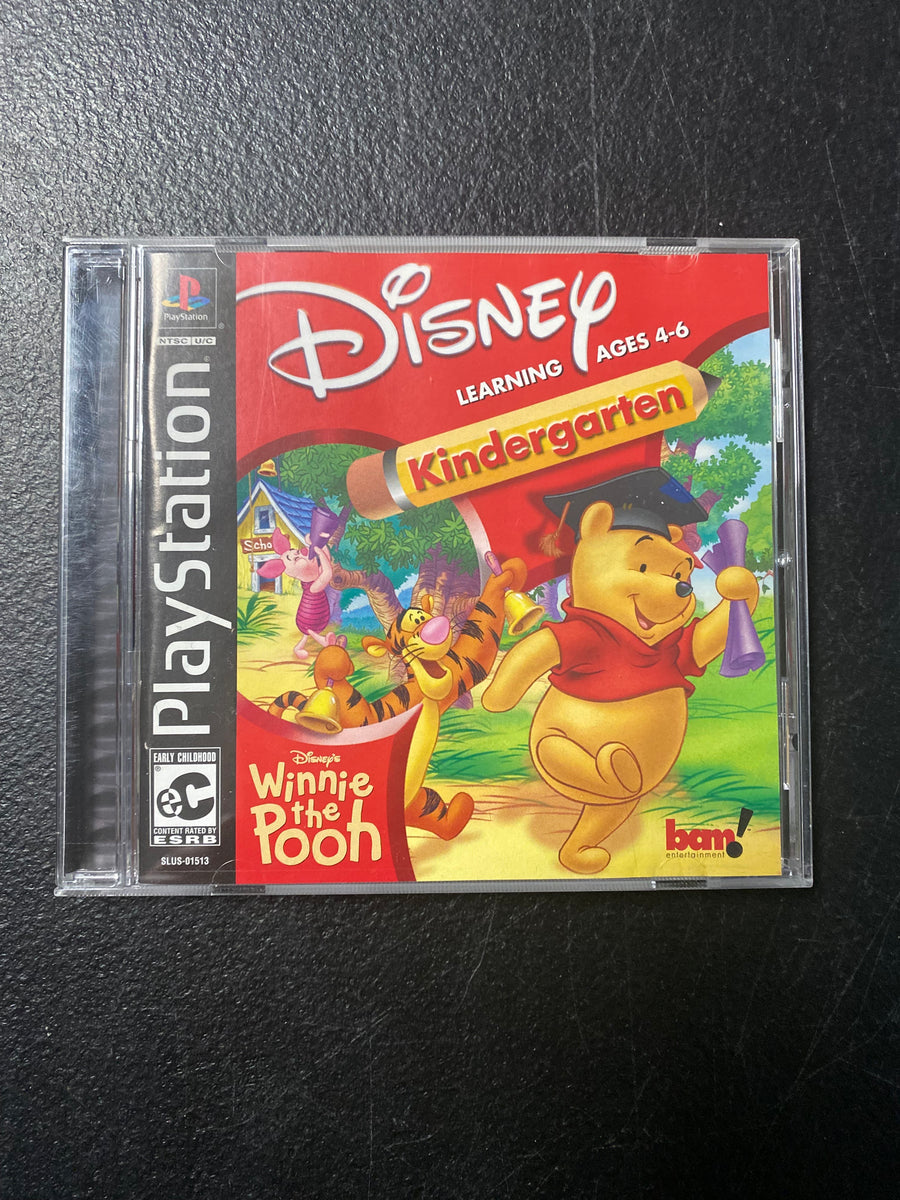 PlayStation
NTSC U/C
PlayStation
EARLY CHILDHOOD
eC
CONTENT RATED BY
ESRB
SLUS-01513
Disney
LEARNING AGES 4-6
Kindergarten
Scho
Disney's
Winnie
the
Pooh
bam!
entertainment